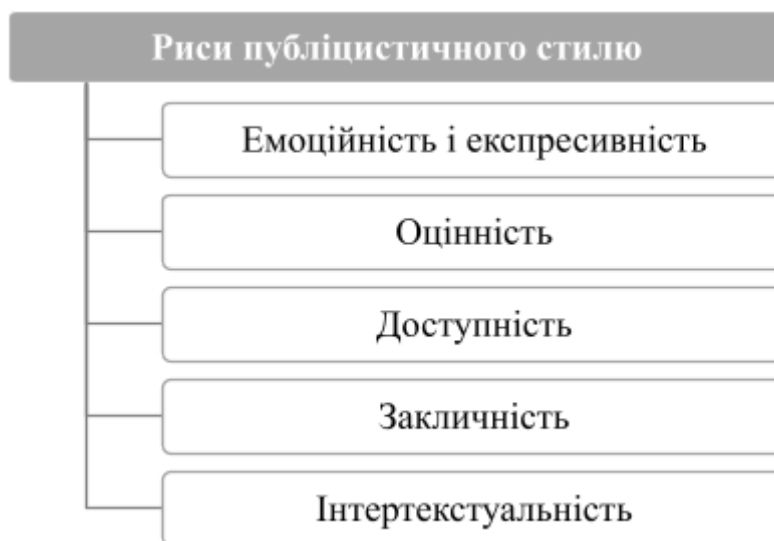 Риси публіцистичного стилю
Емоційність і експресивність
Оцінність
Доступність
Закличність
Інтертекстуальність